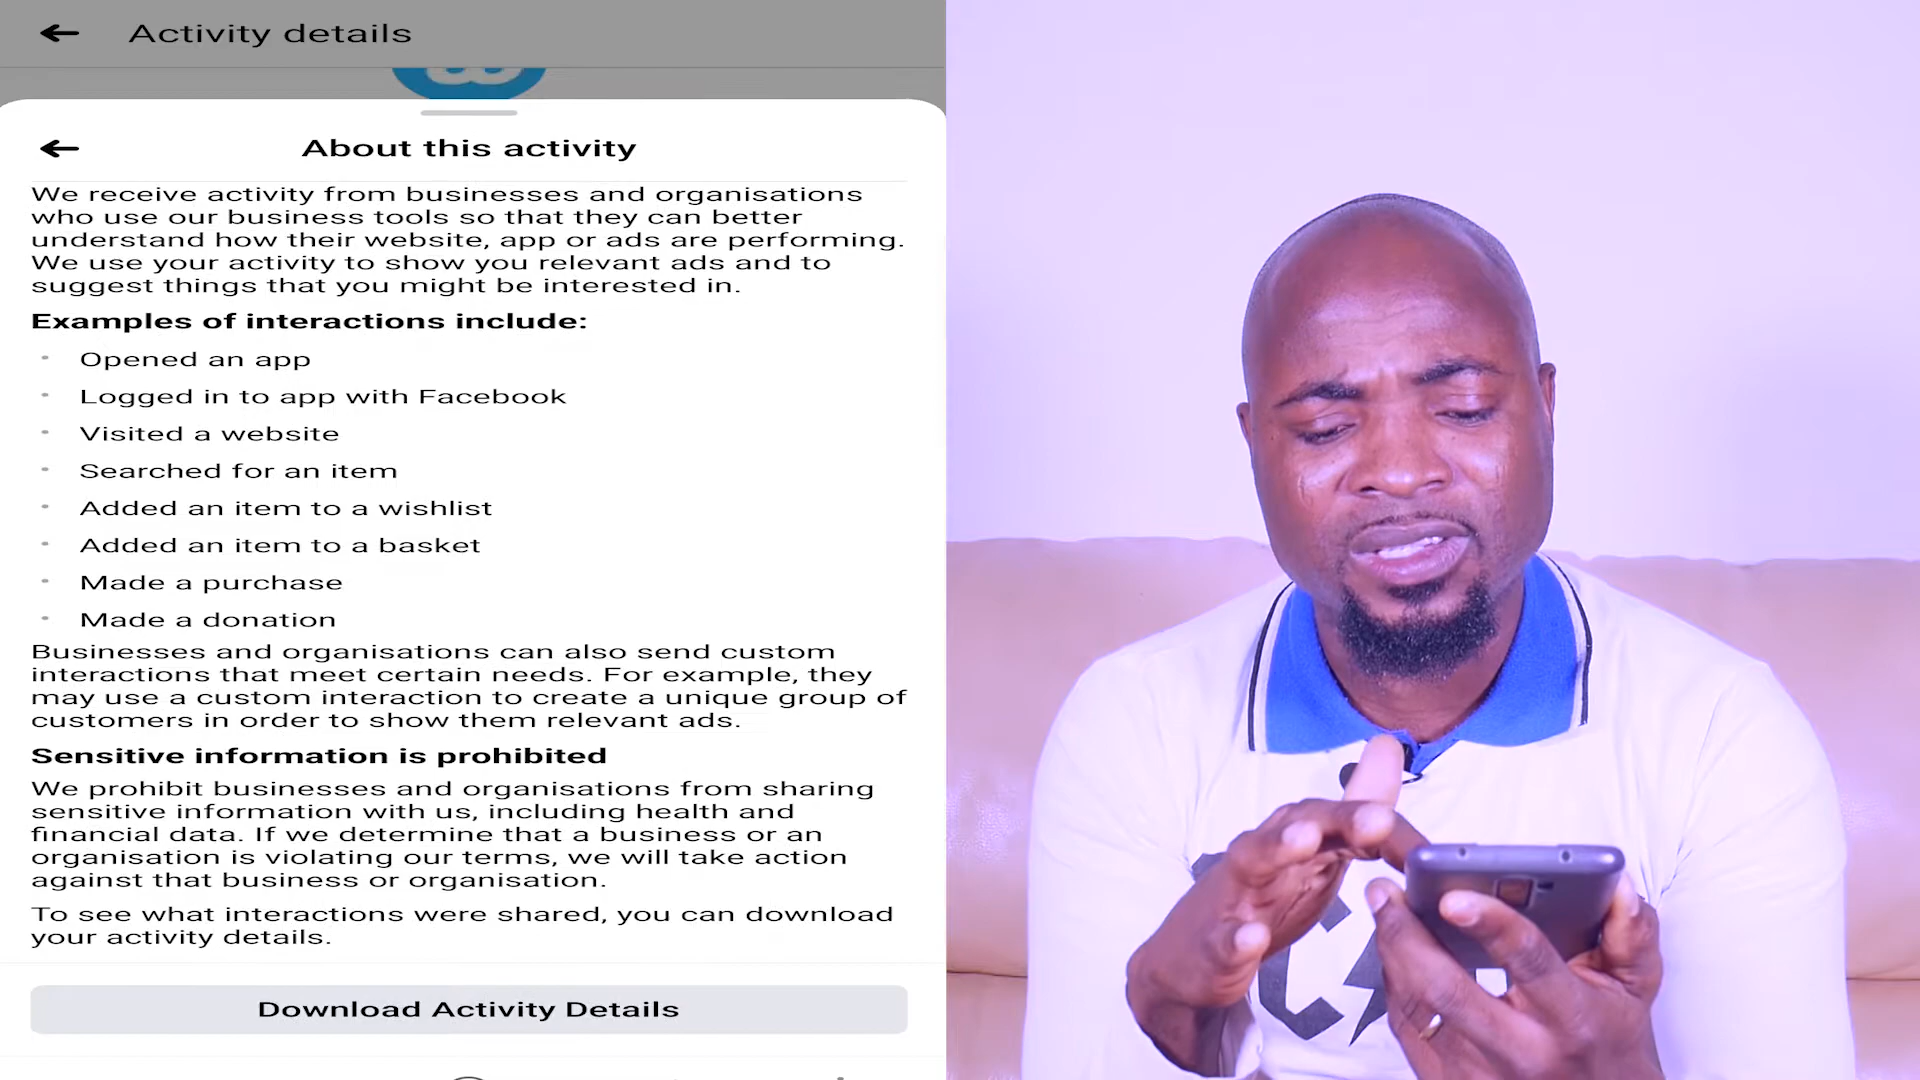 Activity details
About this activity
We receive activity from businesses and organisations
who use our business tools so that they can better
understand how their website, app or ads are performing.
We use your activity to show you relevant ads and to
suggest things that you might be interested in.
Examples of interactions include:
Opened an app
Logged in to app with Facebook
Visited a website
Searched for an item
Added an item to a wishlist
Added an item to a basket
Made a purchase
Made a donation
Businesses and organisations can also send custom
interactions that meet certain needs. For example, they
may use a custom interaction to create a unique group of
customers in order to show them relevant ads.
Sensitive information is prohibited
We prohibit businesses and organisations from sharing
sensitive information with us, including health and
financial data. If we determine that a business or an
organisation is violating our terms, we will take action
against that business or organisation.
To see what interactions were shared, you can download
your activity details.
Download Activity Details